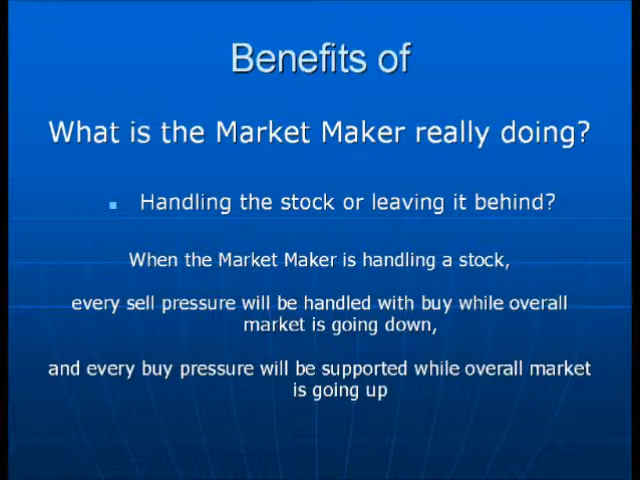 Benefits of
What is the Market Maker really doing?
Handling the stock or leaving it behind?
When the Market Maker is handling a stock,
every sell pressure will be handled with buy while overall
market is going down,
and every buy pressure will be supported while overall market
is going up